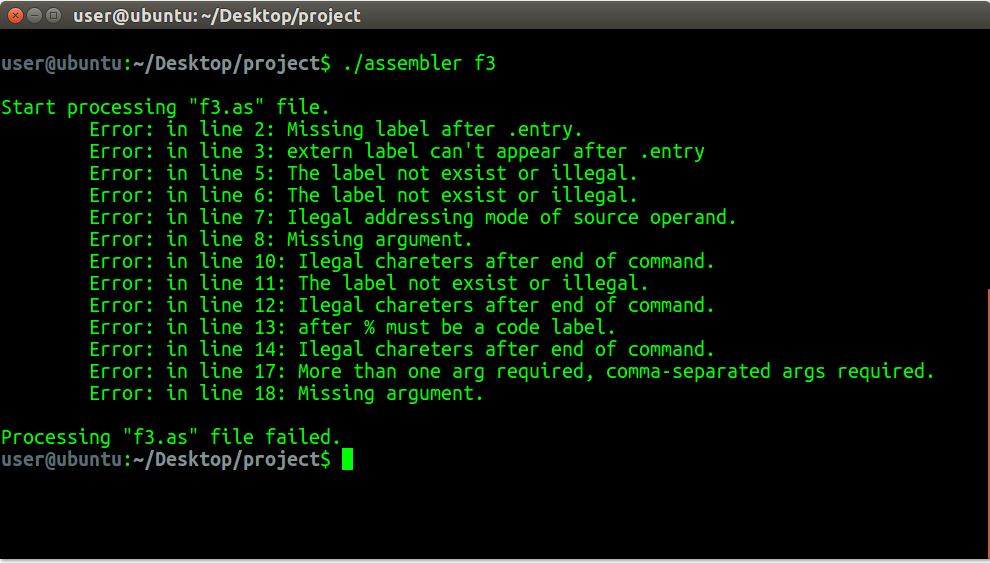 user@ubuntu: ~/Desktop/project
user@ubuntu:~/Desktop/project$ ./assembler f3
Start processing "f3.as" file.
Error: in line 2: Missing label after .entry.
Error: in line 3: extern label can't appear after .entry
Error: in line 5: The label not exsist or illegal.
Error: in line 6: The label not exsist or illegal.
Error: in line 7: Ilegal addressing mode of source operand.
Error: in line 8: Missing argument.
Error: in line 10: Ilegal chareters after end of command.
Error: in line 11: The label not exsist or illegal.
Error: in line 12: Ilegal chareters after end of command.
Error: in line 13: after % must be a code label.
Error: in line 14: Ilegal chareters after end of command.
Error: in line 17: More than one arg required, comma-separated args required.
Error: in line 18: Missing argument.
Processing "f3.as" file failed.
user@ubuntu:~/Desktop/project$